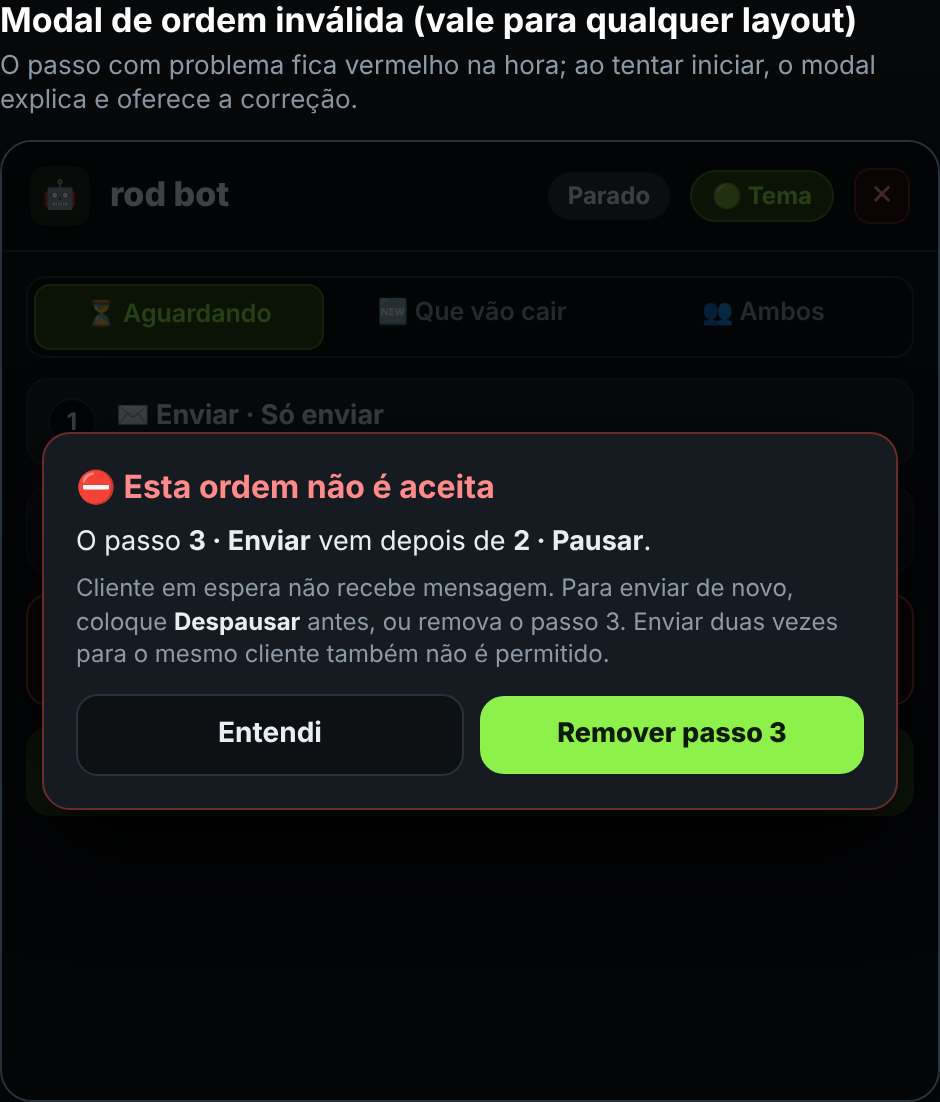 Modal de ordem inválida (vale para qualquer layout)
O passo com problema fica vermelho na hora; ao tentar iniciar, o modal
explica e oferece a correção.
rod bot
Parado
Tema
✕
Aguardando
NEW Que vão cair
Ambos
1
Enviar · Só enviar
Esta ordem não é aceita
O passo 3 · Enviar vem depois de 2 · Pausar.
Cliente em espera não recebe mensagem. Para enviar de novo,
coloque Despausar antes, ou remova o passo 3. Enviar duas vezes
para o mesmo cliente também não é permitido.
Entendi
Remover passo 3